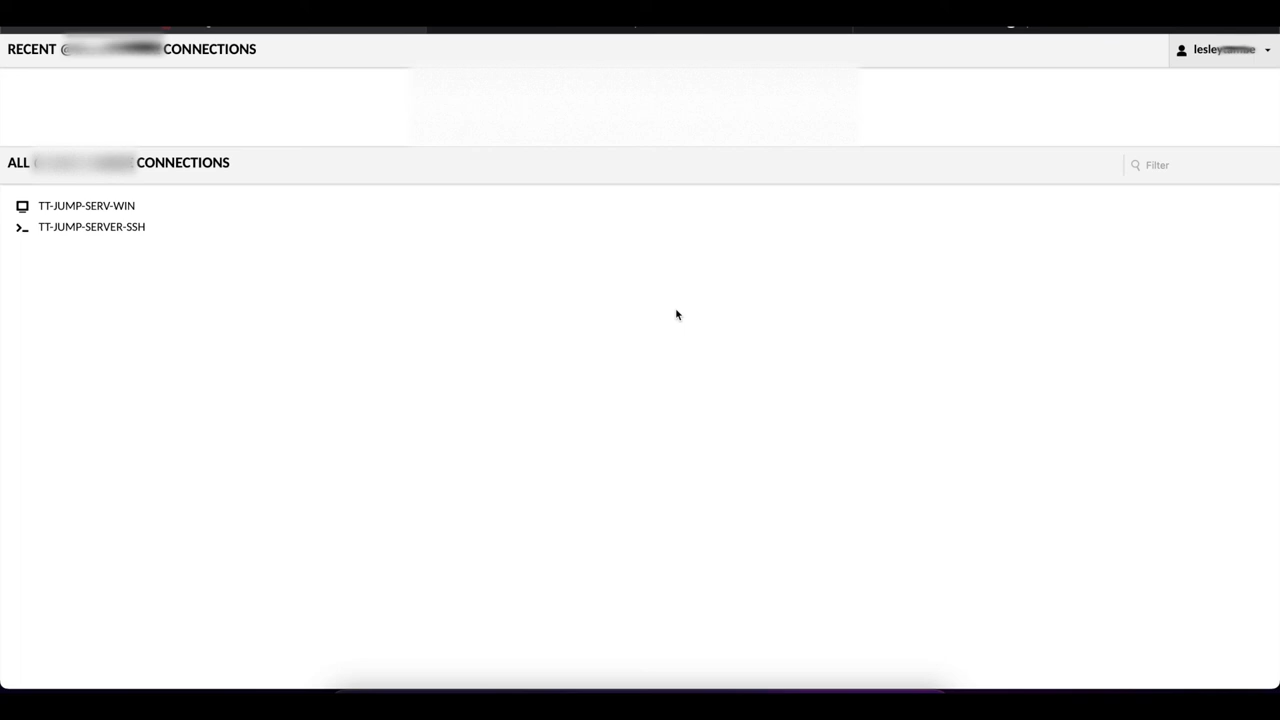 RECENT CONNECTIONS
lesley
ALL CONNECTIONS
Filter
TT-JUMP-SERV-WIN
TT-JUMP-SERVER-SSH